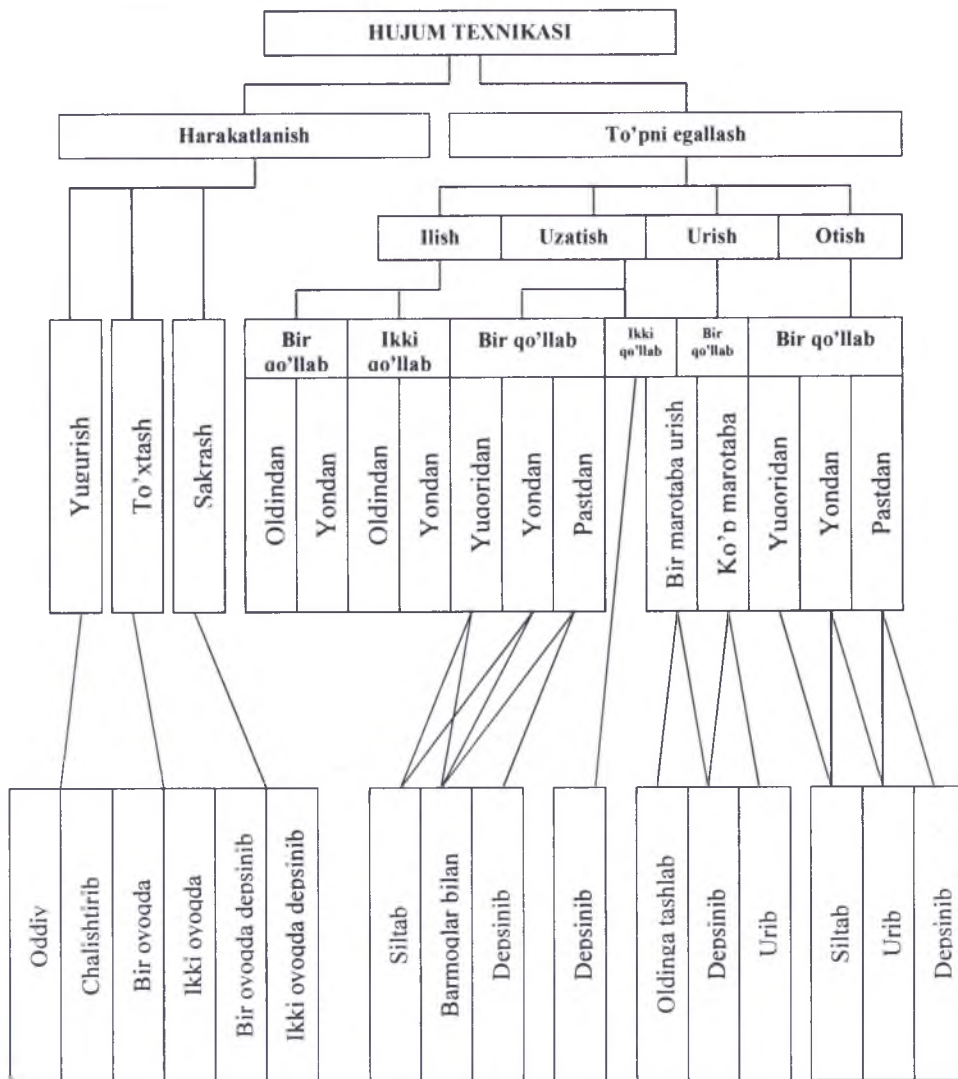 HUJUM TEXNIKASI
Harakatlanish
To'pni egallash
Ilish
Uzatish
Urish
Otish
Bir
qo'llab
Ikki
qo'llab
Bir qo'llab
Ikki
qo'llab
Bir
qo'llab
Bir qo'llab
Yugurish
To'xtash
Sakrash
Oldindan
Yondan
Oldindan
Yondan
Yuqoridan
Yondan
Pastdan
Bir marotaba urish
Ko'p marotaba
Yuqoridan
Yondan
Pastdan
Oddiy
Chalishtirib
Bir oyoqda
Ikki oyoqda
Bir oyoqda depsinib
Ikki oyoqda depsinib
Siltab
Barmoqlar bilan
Depsinib
Depsinib
Oldinga tashlab
Depsinib
Urib
Siltab
Urib
Depsinib